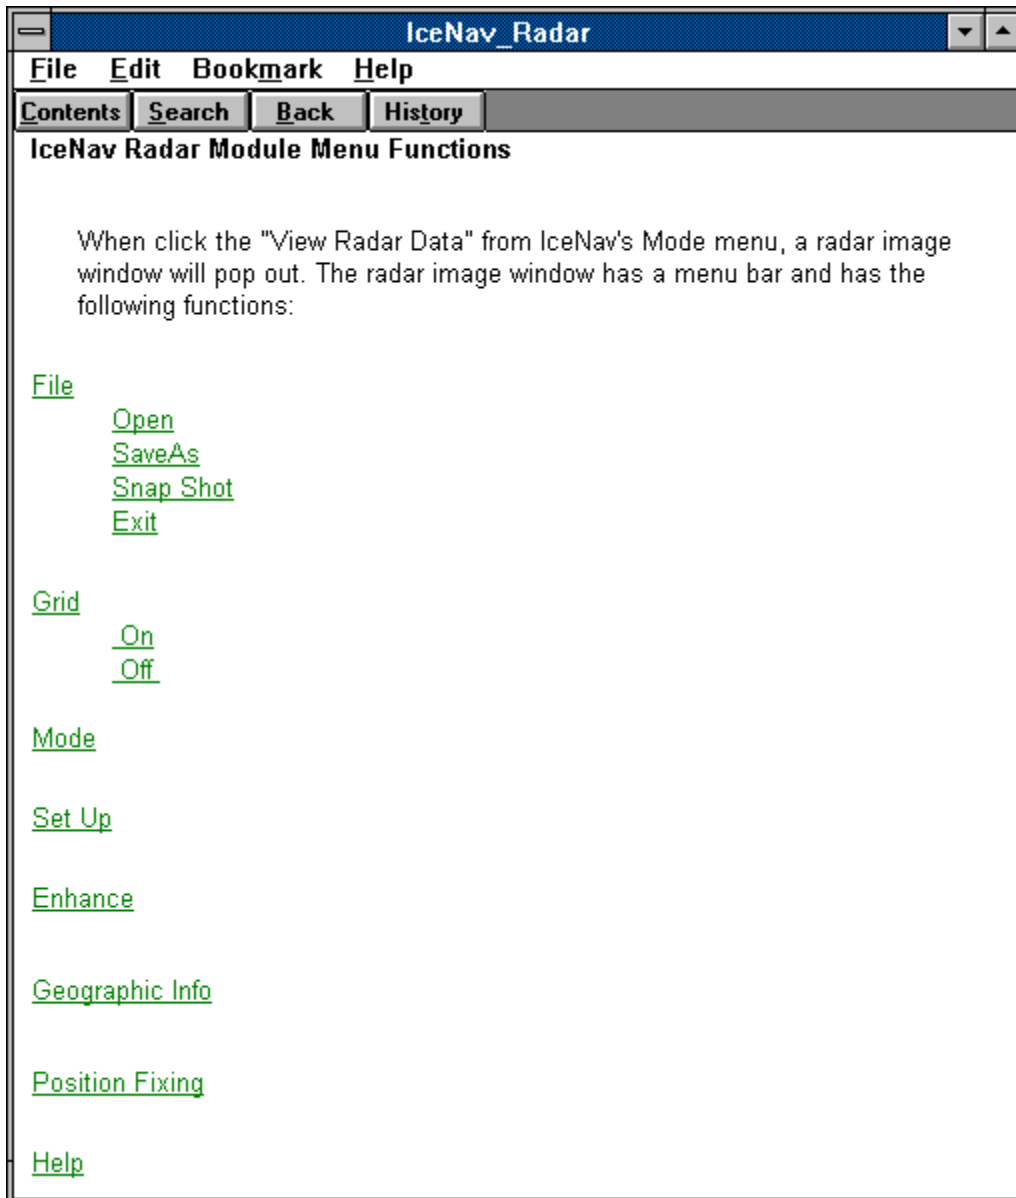 IceNav_Radar
File Edit Bookmark Help
Contents Search Back History
IceNav Radar Module Menu Functions
When click the "View Radar Data" from IceNav's Mode menu, a radar image
window will pop out. The radar image window has a menu bar and has the
following functions:
File
Open
SaveAs
Snap Shot
Exit
Grid
On
Off
Mode
Set Up
Enhance
Geographic Info
Position Fixing
Help